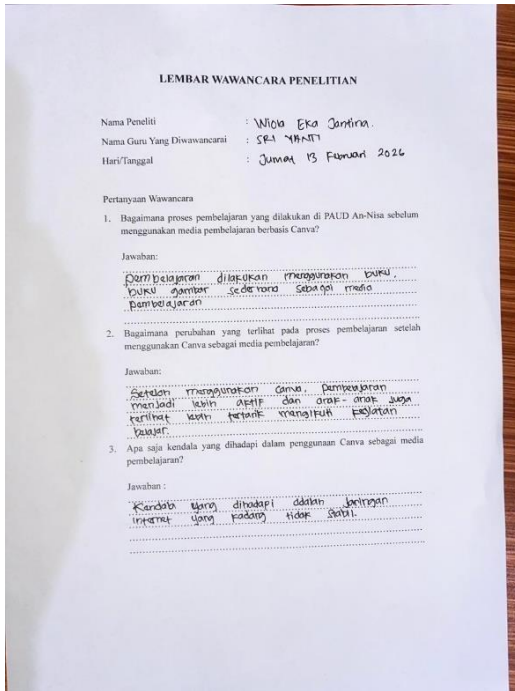 LEMBAR WAWANCARA PENELITIAN
Nama Peneliti : Wiola Eka Jantina.
Nama Guru Yang Diwawancarai : SRI YANTI
Hari/Tanggal : Jumat 13 Februari 2026
Pertanyaan Wawancara
1. Bagaimana proses pembelajaran yang dilakukan di PAUD An-Nisa sebelum
menggunakan media pembelajaran berbasis Canva?
Jawaban:
Pembelajaran dilakukan menggunakan buku,
buku gambar sederhana sebagai media
pembelajaran
2. Bagaimana perubahan yang terlihat pada proses pembelajaran setelah
menggunakan Canva sebagai media pembelajaran?
Jawaban:
Setelah menggunakan Canva, Pembelajaran
menjadi lebih aktif dan anak-anak juga
terlihat lebih tertarik mengikuti kegiatan
belajar.
3. Apa saja kendala yang dihadapi dalam penggunaan Canva sebagai media
pembelajaran?
Jawaban :
Kendala yang dihadapi adalah Jaringan
Internet yang kadang tidak Stabil.